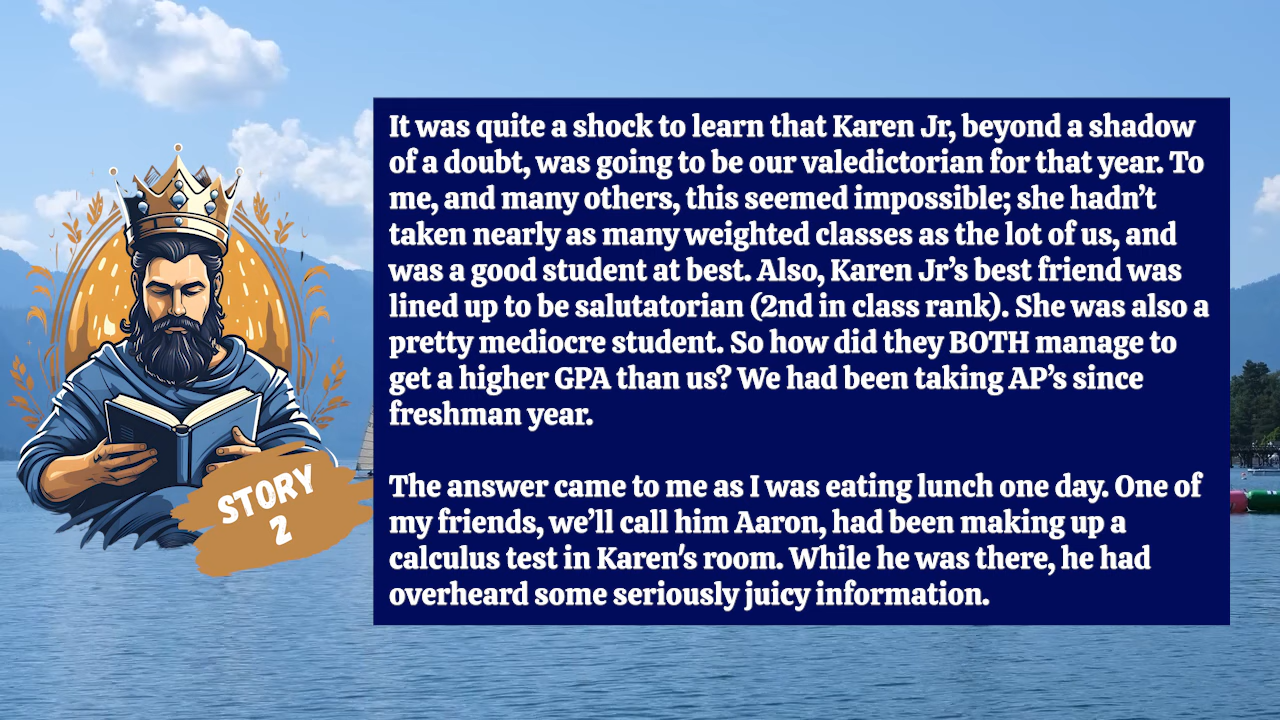 It was quite a shock to learn that Karen Jr, beyond a shadow
of a doubt, was going to be our valedictorian for that year. To
me, and many others, this seemed impossible; she hadn’t
taken nearly as many weighted classes as the lot of us, and
was a good student at best. Also, Karen Jr’s best friend was
lined up to be salutatorian (2nd in class rank). She was also a
pretty mediocre student. So how did they BOTH manage to
get a higher GPA than us? We had been taking AP’s since
freshman year.
The answer came to me as I was eating lunch one day. One of
my friends, we’ll call him Aaron, had been making up a
calculus test in Karen's room. While he was there, he had
overheard some seriously juicy information.
STORY
2